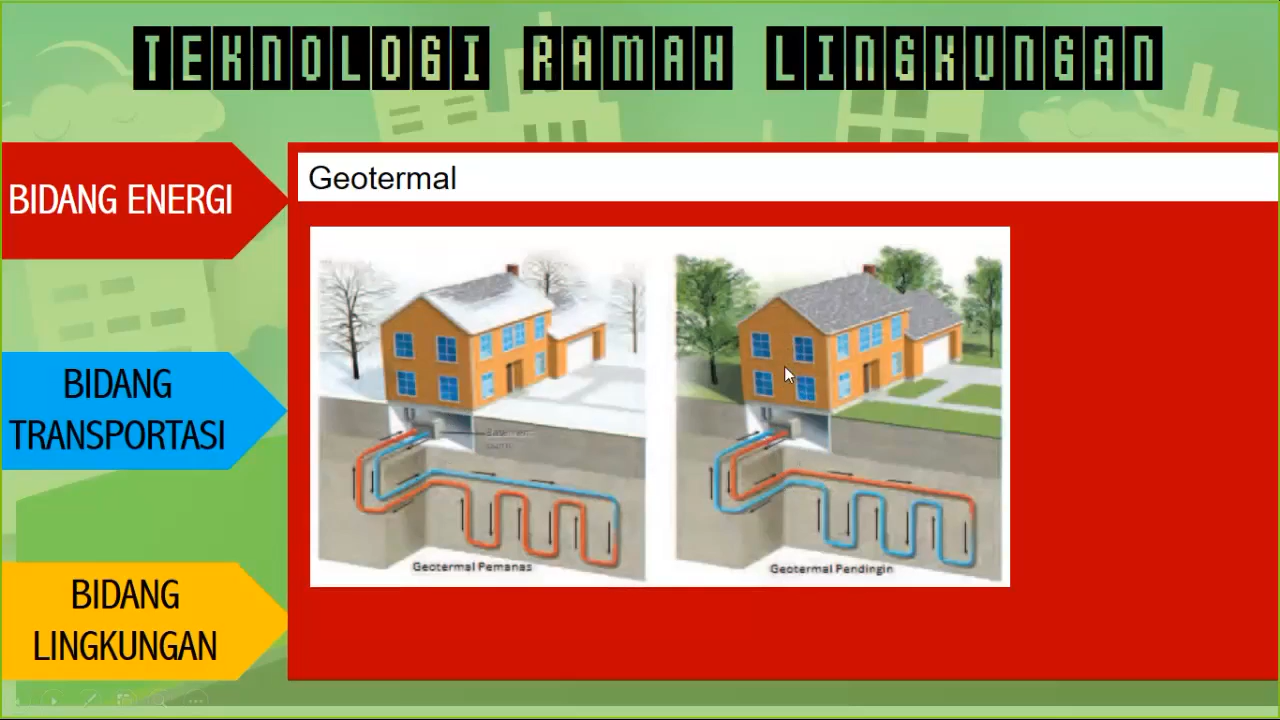 TEKNOLOGI RAMAH LINGKUNGAN
BIDANG ENERGI
Geotermal
BIDANG
TRANSPORTASI
BIDANG
LINGKUNGAN
Geotermal Pemanas
Geotermal Pendingin